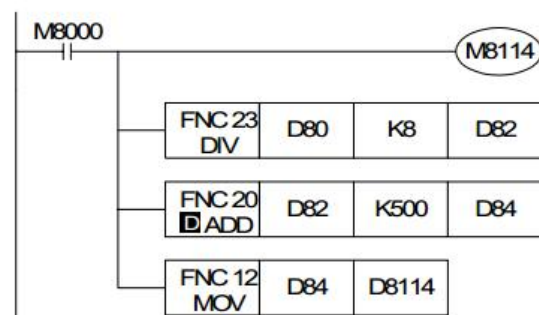 M8000
M8114
FNC 23 D80 K8 D82
DIV
FNC 20 D82 K500 D84
D ADD
FNC 12 D84 D8114
MOV